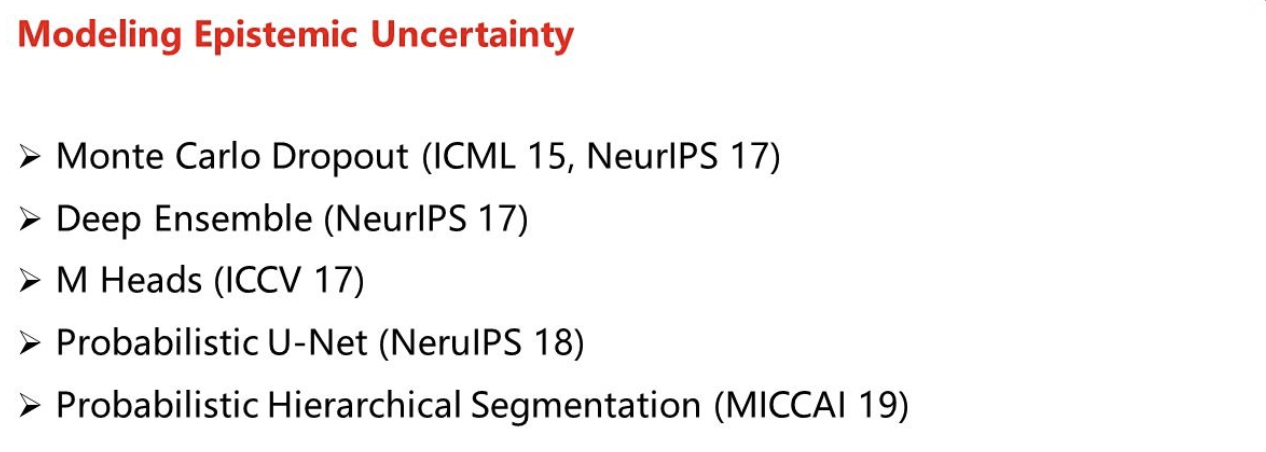 Modeling Epistemic Uncertainty
➢ Monte Carlo Dropout (ICML 15, NeurIPS 17)
➢ Deep Ensemble (NeurIPS 17)
➢ M Heads (ICCV 17)
➢ Probabilistic U-Net (NeruIPS 18)
➢ Probabilistic Hierarchical Segmentation (MICCAI 19)